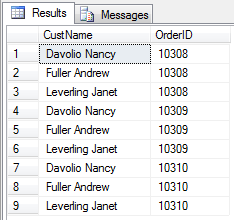 Results Messages
CustName OrderID
1 Davolio Nancy 10308
2 Fuller Andrew 10308
3 Leverling Janet 10308
4 Davolio Nancy 10309
5 Fuller Andrew 10309
6 Leverling Janet 10309
7 Davolio Nancy 10310
8 Fuller Andrew 10310
9 Leverling Janet 10310